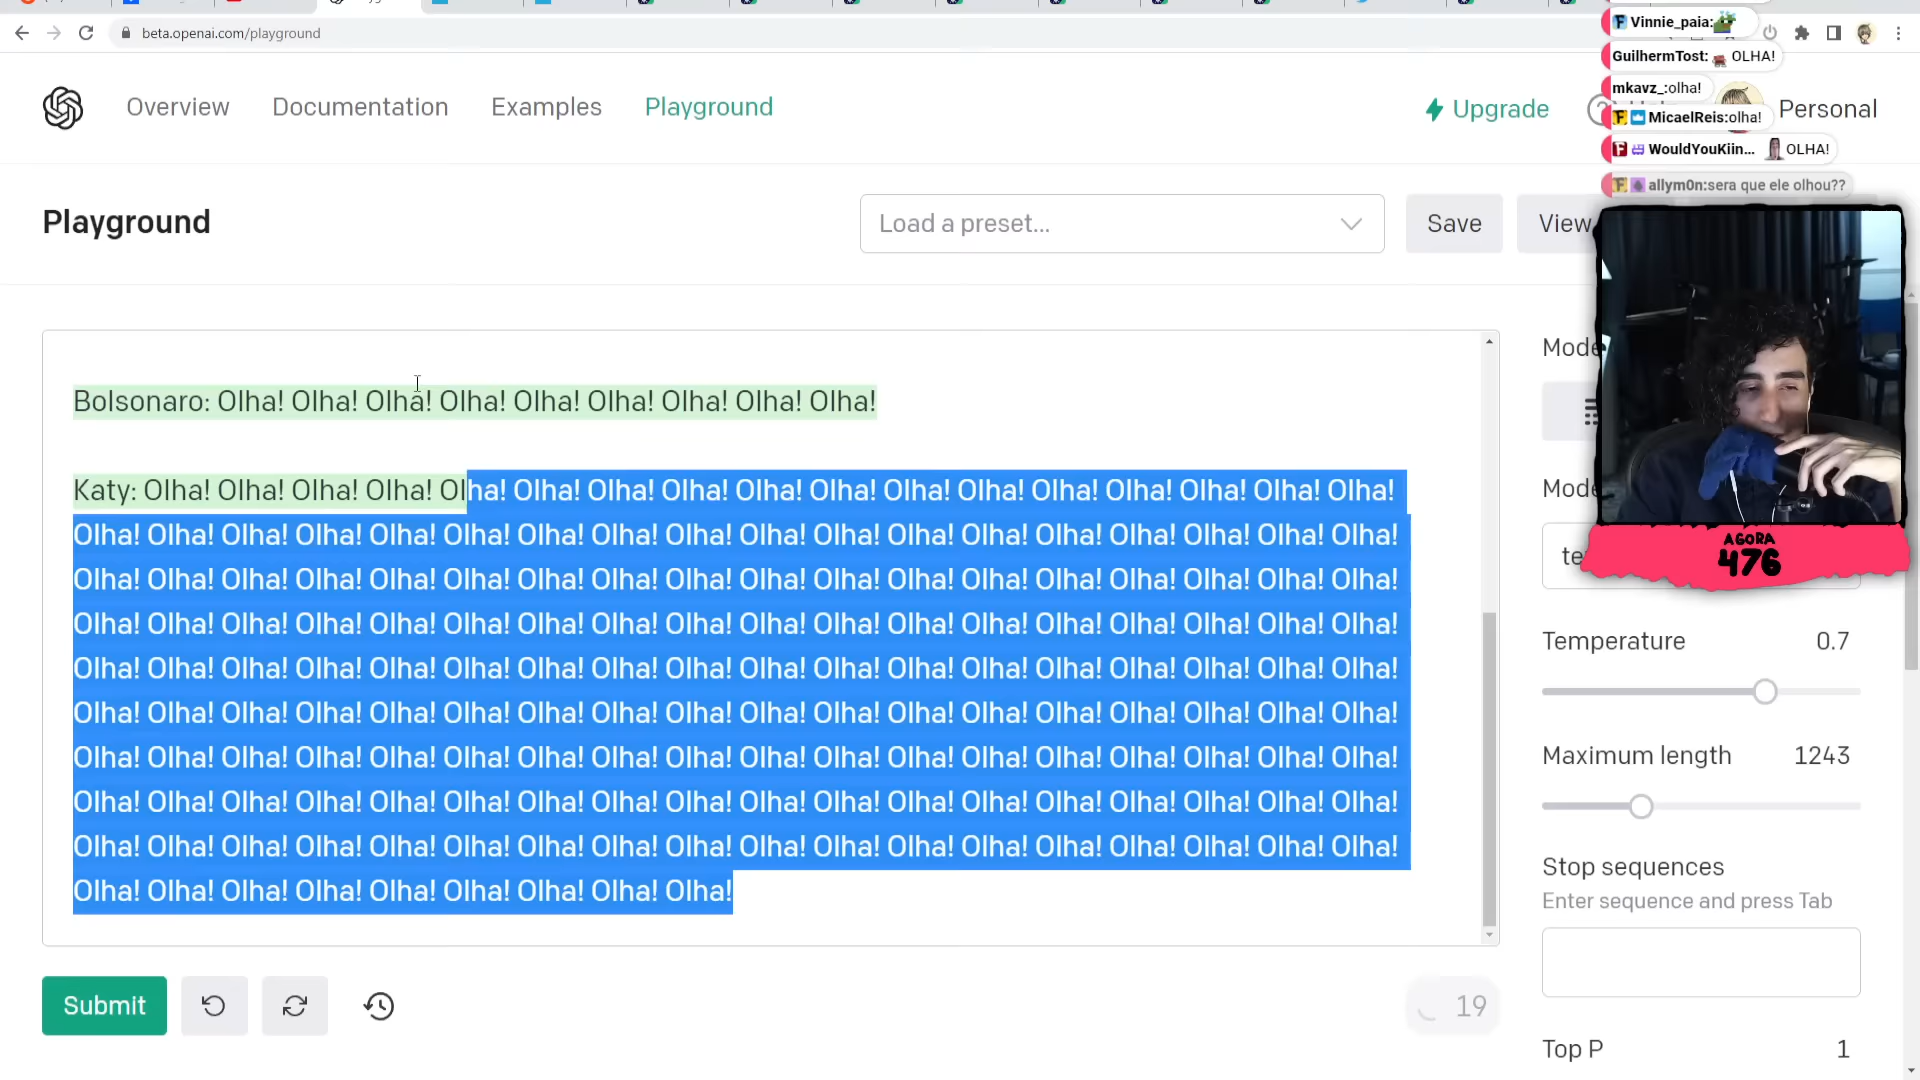 beta.openai.com/playground
Vinnie_paia:
GuilhermTost: OLHA!
mkavz_:olha!
MicaelReis:olha!
WouldYouKiin... OLHA!
allym0n:sera que ele olhou??
Overview Documentation Examples Playground Upgrade Personal
Playground
Load a preset...
Save
View
Bolsonaro: Olha! Olha! Olha! Olha! Olha! Olha! Olha! Olha! Olha!
Katy: Olha! Olha! Olha! Olha! Olha! Olha! Olha! Olha! Olha! Olha! Olha! Olha! Olha! Olha! Olha! Olha! Olha!
Olha! Olha! Olha! Olha! Olha! Olha! Olha! Olha! Olha! Olha! Olha! Olha! Olha! Olha! Olha! Olha! Olha! Olha!
Olha! Olha! Olha! Olha! Olha! Olha! Olha! Olha! Olha! Olha! Olha! Olha! Olha! Olha! Olha! Olha! Olha! Olha!
Olha! Olha! Olha! Olha! Olha! Olha! Olha! Olha! Olha! Olha! Olha! Olha! Olha! Olha! Olha! Olha! Olha! Olha!
Olha! Olha! Olha! Olha! Olha! Olha! Olha! Olha! Olha! Olha! Olha! Olha! Olha! Olha! Olha! Olha! Olha! Olha!
Olha! Olha! Olha! Olha! Olha! Olha! Olha! Olha! Olha! Olha! Olha! Olha! Olha! Olha! Olha! Olha! Olha! Olha!
Olha! Olha! Olha! Olha! Olha! Olha! Olha! Olha! Olha! Olha! Olha! Olha! Olha! Olha! Olha! Olha! Olha! Olha!
Olha! Olha! Olha! Olha! Olha! Olha! Olha! Olha! Olha! Olha! Olha! Olha! Olha! Olha! Olha! Olha! Olha! Olha!
Olha! Olha! Olha! Olha! Olha! Olha! Olha! Olha! Olha! Olha! Olha! Olha! Olha! Olha! Olha! Olha! Olha! Olha!
Olha! Olha! Olha! Olha! Olha! Olha! Olha! Olha! Olha!
Submit
19
Mode
Mode
te
AGORA
476
Temperature 0.7
Maximum length 1243
Stop sequences
Enter sequence and press Tab
Top P 1